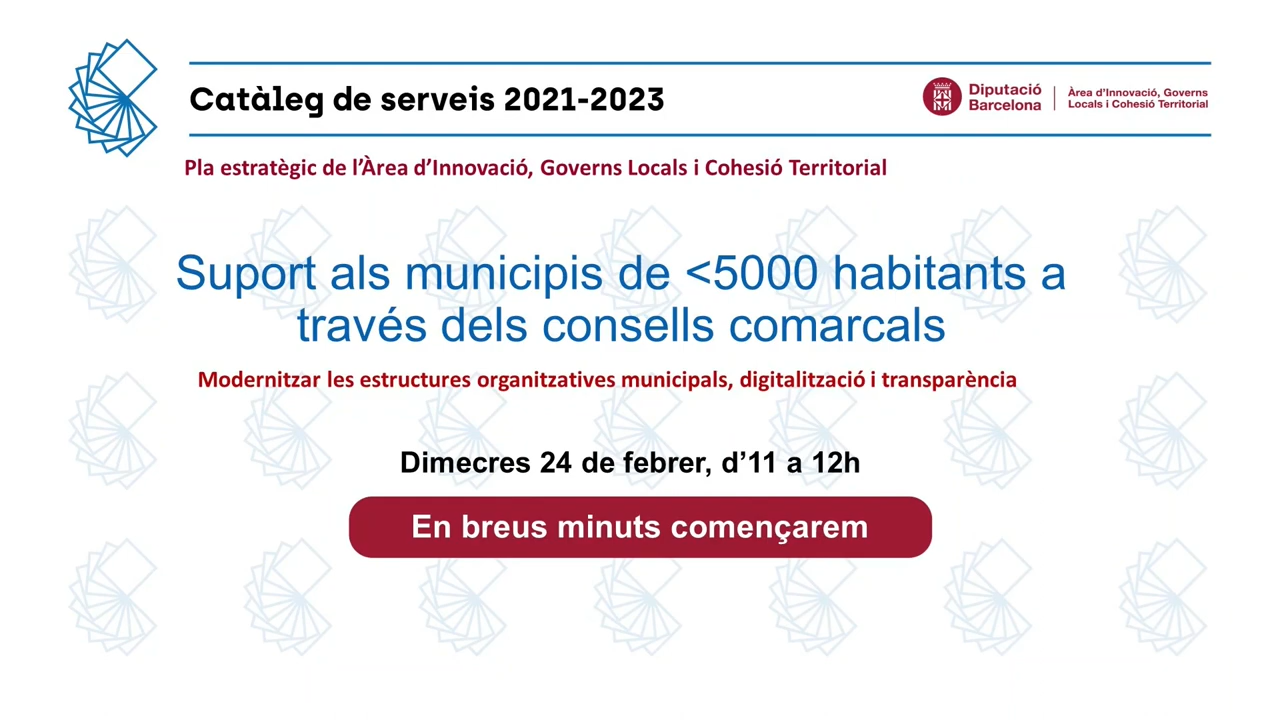 Catàleg de serveis 2021-2023
Diputació
Barcelona
Àrea d'Innovació, Governs
Locals i Cohesió Territorial
Pla estratègic de l'Àrea d'Innovació, Governs Locals i Cohesió Territorial
Suport als municipis de <5000 habitants a
través dels consells comarcals
Modernitzar les estructures organitzatives municipals, digitalització i transparència
Dimecres 24 de febrer, d'11 a 12h
En breus minuts començarem